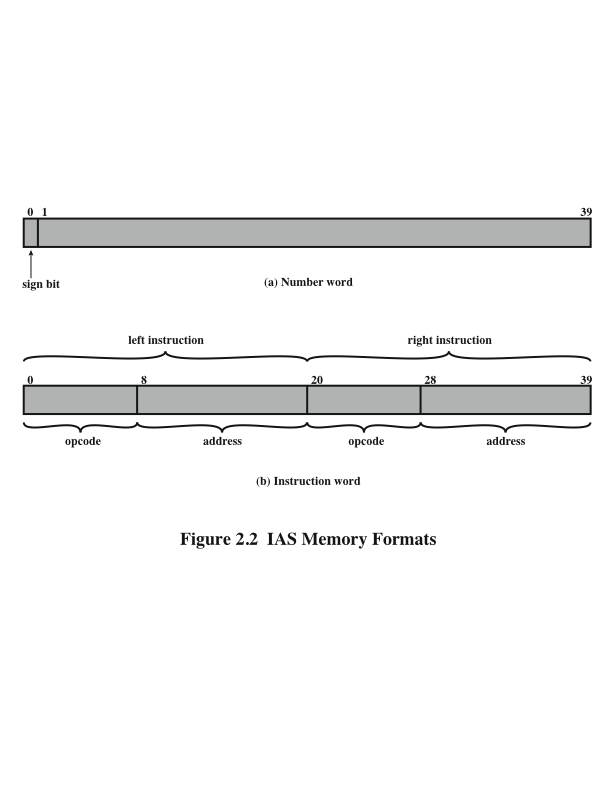 0 1 39
sign bit
(a) Number word
left instruction right instruction
0 8 20 28 39
opcode address opcode address
(b) Instruction word
Figure 2.2 IAS Memory Formats